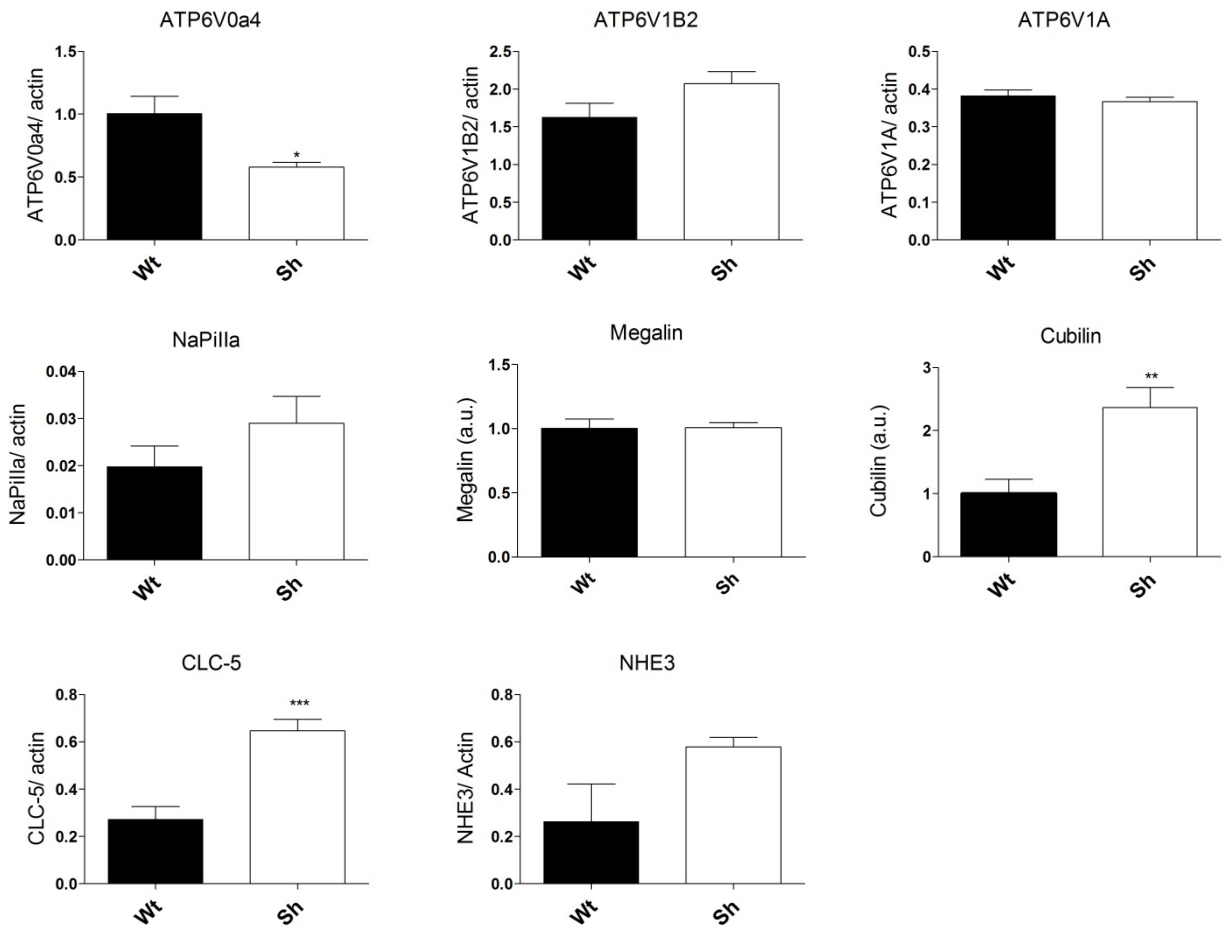 ATP6V0a4
ATP6V0a4/ actin
1.5
1.0
0.5
0.0
*
Wt
Sh
ATP6V1B2
ATP6V1B2/ actin
2.5
2.0
1.5
1.0
0.5
0.0
Wt
Sh
ATP6V1A
ATP6V1A/ actin
0.5
0.4
0.3
0.2
0.1
0.0
Wt
Sh
NaPiIIa
NaPiIIa/ actin
0.04
0.03
0.02
0.01
0.00
Wt
Sh
Megalin
Megalin (a.u.)
1.5
1.0
0.5
0.0
Wt
Sh
Cubilin
Cubilin (a.u.)
3
2
1
0
**
Wt
Sh
CLC-5
CLC-5/ actin
0.8
0.6
0.4
0.2
0.0
***
Wt
Sh
NHE3
NHE3/ Actin
0.8
0.6
0.4
0.2
0.0
Wt
Sh